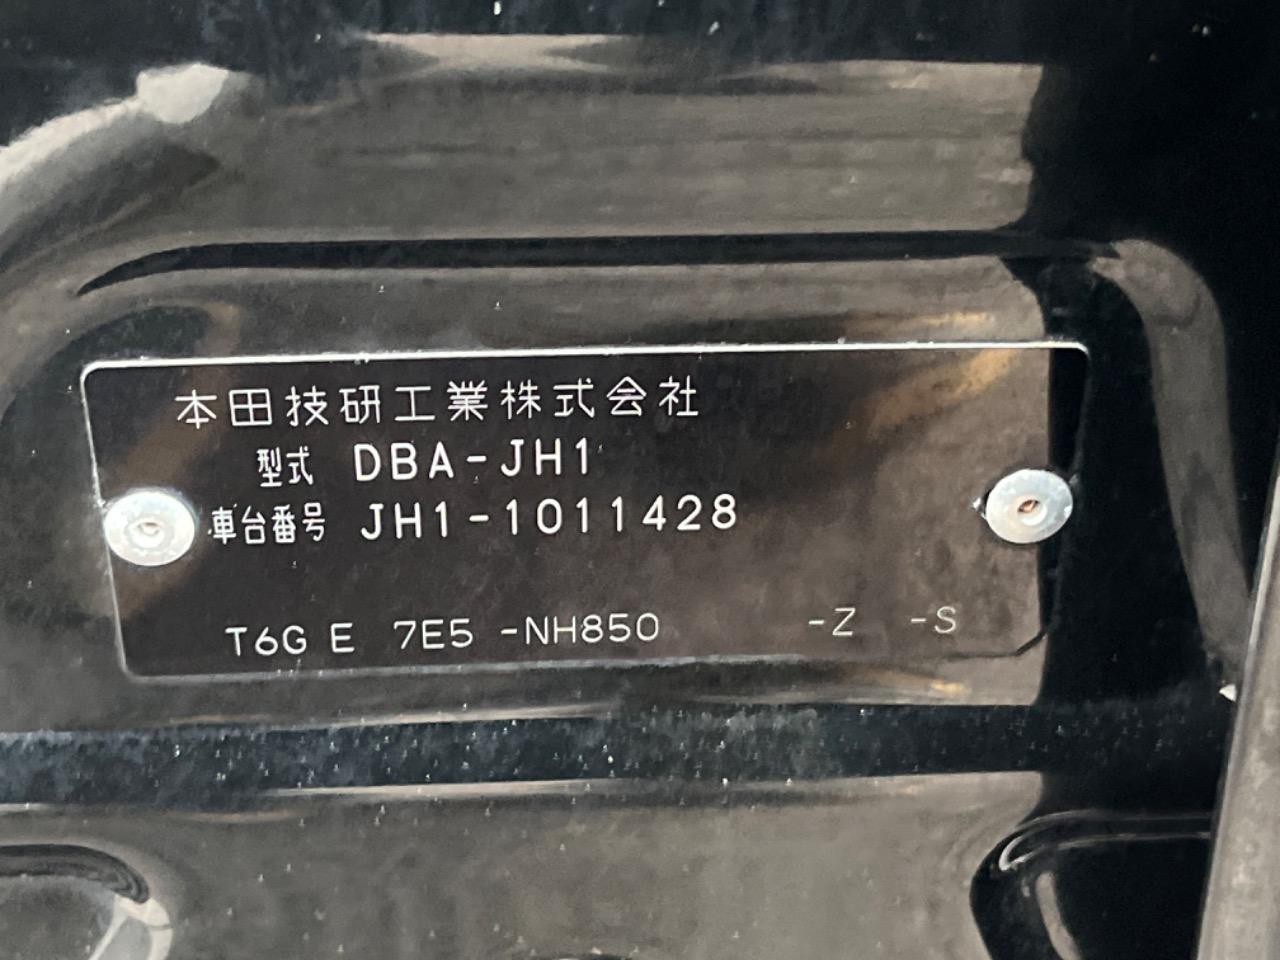 本田技研工業株式会社
型式 DBA-JH1
車台番号 JH1-1011428
T6G E 7E5 -NH850 -Z -S